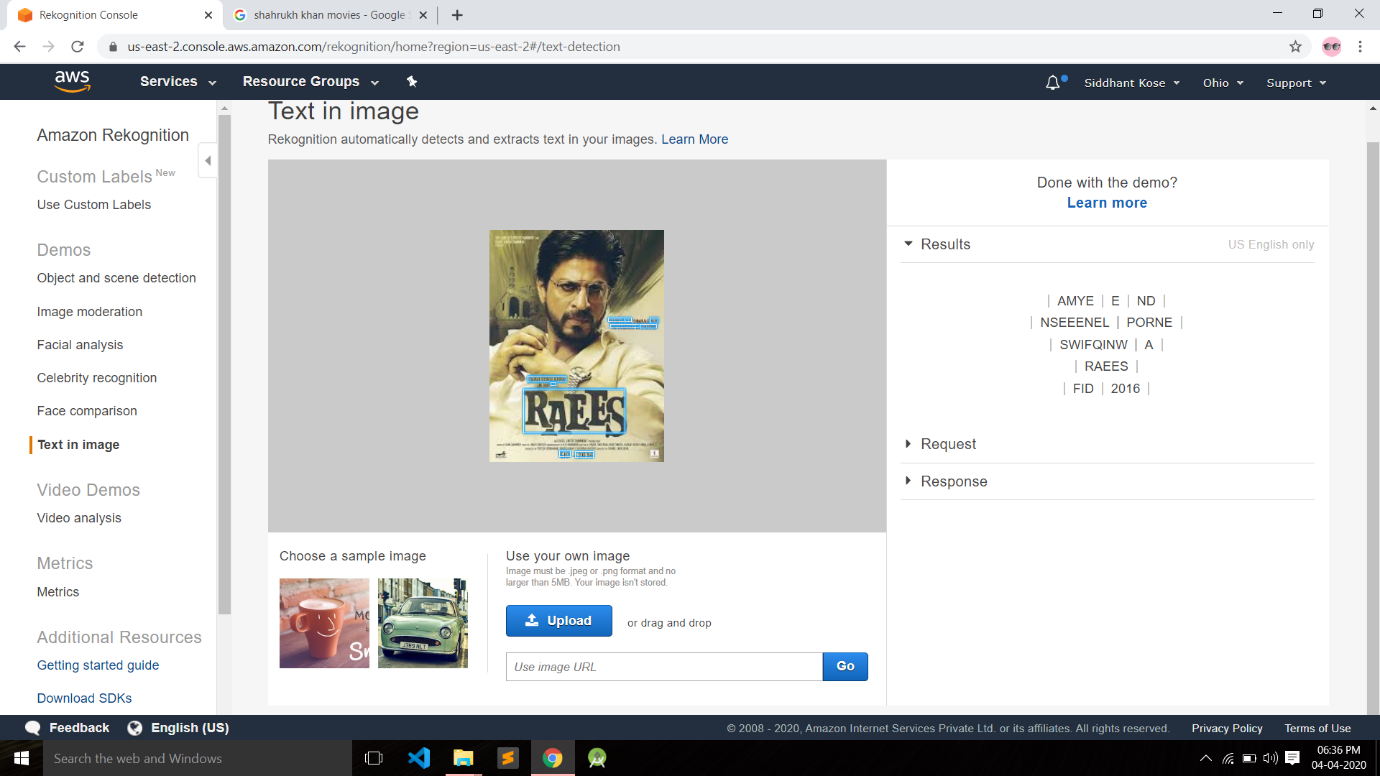 Rekognition Console
shahrukh khan movies - Google S
us-east-2.console.aws.amazon.com/rekognition/home?region=us-east-2#/text-detection
aws Services Resource Groups Siddhant Kose Ohio Support
Amazon Rekognition
Custom Labels New
Use Custom Labels
Demos
Object and scene detection
Image moderation
Facial analysis
Celebrity recognition
Face comparison
Text in image
Video Demos
Video analysis
Metrics
Metrics
Additional Resources
Getting started guide
Download SDKs
Text in image
Rekognition automatically detects and extracts text in your images. Learn More
RAEES
Choose a sample image
Use your own image
Image must be .jpeg or .png format and no
larger than 5MB. Your image isn't stored.
Upload or drag and drop
Use image URL Go
Done with the demo?
Learn more
Results US English only
| AMYE | E | ND |
| NSEEENEL | PORNE |
| SWIFQINW | A |
| RAEES |
| FID | 2016 |
Request
Response
Feedback English (US) © 2008 - 2020, Amazon Internet Services Private Ltd. or its affiliates. All rights reserved. Privacy Policy Terms of Use
Search the web and Windows
06:36 PM
04-04-2020